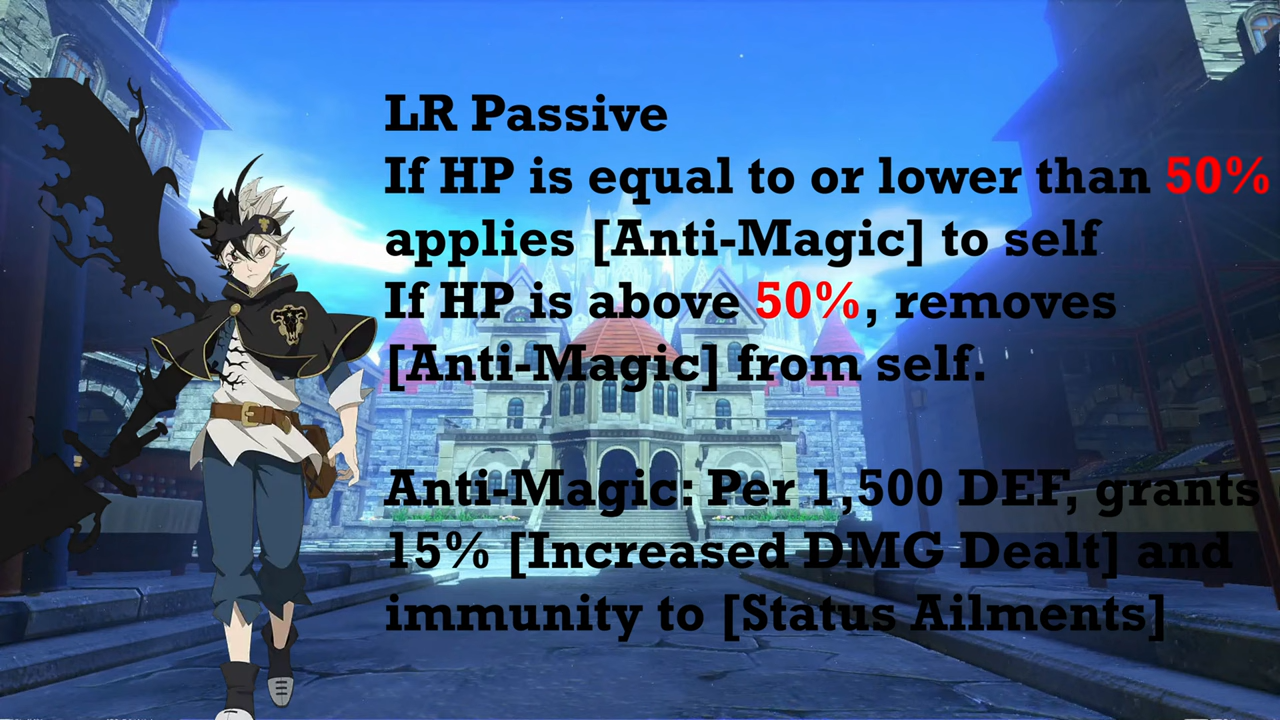 LR Passive
If HP is equal to or lower than 50%
applies [Anti-Magic] to self
If HP is above 50%, removes
[Anti-Magic] from self.
Anti-Magic: Per 1,500 DEF, grants
15% [Increased DMG Dealt] and
immunity to [Status Ailments]